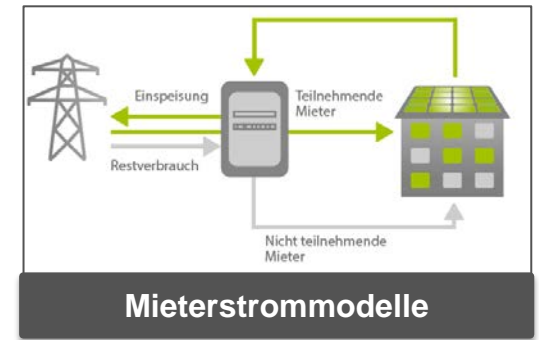 Einspeisung
Teilnehmende
Mieter
Restverbrauch
Nicht teilnehmende
Mieter
Mieterstrommodelle